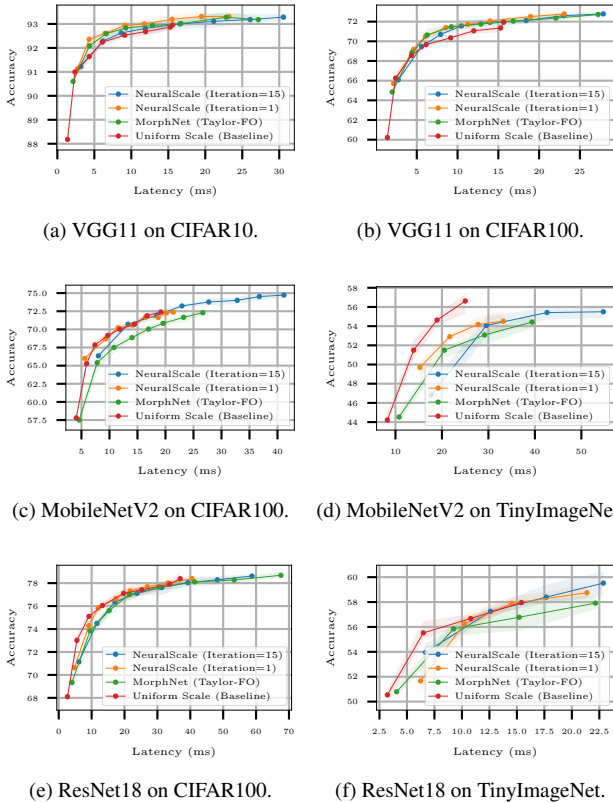 Accuracy
93
92
91
90
89
88
0
5
10
15
20
25
30
Latency (ms)
NeuralScale (Iteration=15)
NeuralScale (Iteration=1)
MorphNet (Taylor-FO)
Uniform Scale (Baseline)
(a) VGG11 on CIFAR10.
Accuracy
72
70
68
66
64
62
60
5
10
15
20
25
Latency (ms)
NeuralScale (Iteration=15)
NeuralScale (Iteration=1)
MorphNet (Taylor-FO)
Uniform Scale (Baseline)
(b) VGG11 on CIFAR100.
Accuracy
75.0
72.5
70.0
67.5
65.0
62.5
60.0
57.5
5
10
15
20
25
30
35
40
Latency (ms)
NeuralScale (Iteration=15)
NeuralScale (Iteration=1)
MorphNet (Taylor-FO)
Uniform Scale (Baseline)
(c) MobileNetV2 on CIFAR100.
Accuracy
58
56
54
52
50
48
46
44
10
20
30
40
50
Latency (ms)
NeuralScale (Iteration=15)
NeuralScale (Iteration=1)
MorphNet (Taylor-FO)
Uniform Scale (Baseline)
(d) MobileNetV2 on TinyImageNe
Accuracy
78
76
74
72
70
68
0
10
20
30
40
50
60
70
Latency (ms)
NeuralScale (Iteration=15)
NeuralScale (Iteration=1)
MorphNet (Taylor-FO)
Uniform Scale (Baseline)
(e) ResNet18 on CIFAR100.
Accuracy
60
58
56
54
52
50
2.5
5.0
7.5
10.0
12.5
15.0
17.5
20.0
22.5
Latency (ms)
NeuralScale (Iteration=15)
NeuralScale (Iteration=1)
MorphNet (Taylor-FO)
Uniform Scale (Baseline)
(f) ResNet18 on TinyImageNet.